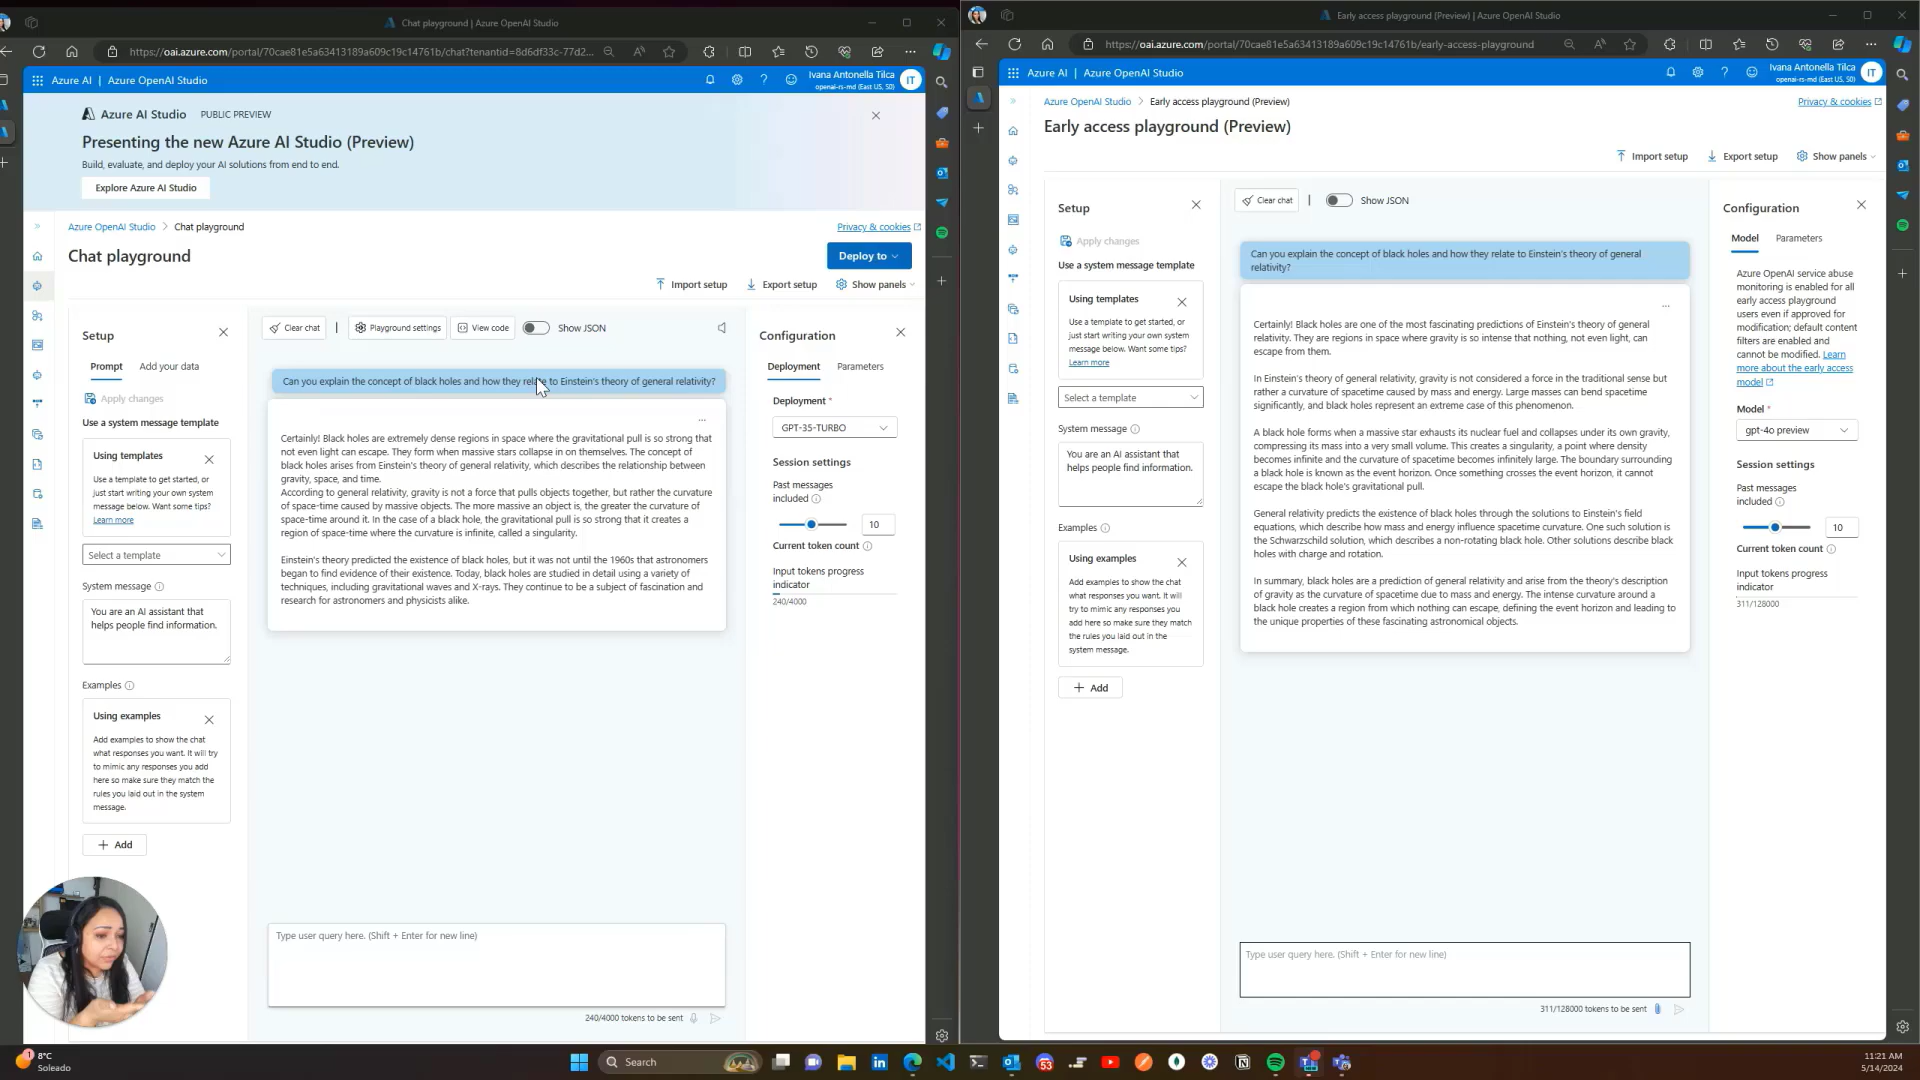 Chat playground | Azure OpenAI Studio
https://oai.azure.com/portal/70cae81e5a63413189a609c19c14761b/chat?tenantid=8d6df33c-77d2...
Azure AI | Azure OpenAI Studio
Ivana Antonella Tilca
openai-rs-md (East US, S0)
IT
Azure AI Studio PUBLIC PREVIEW
Presenting the new Azure AI Studio (Preview)
Build, evaluate, and deploy your AI solutions from end to end.
Explore Azure AI Studio
Azure OpenAI Studio > Chat playground
Privacy & cookies
Chat playground
Deploy to
Import setup
Export setup
Show panels
Setup
Prompt
Add your data
Apply changes
Use a system message template
Using templates
Use a template to get started, or
just start writing your own system
message below. Want some tips?
Learn more
Select a template
System message
You are an AI assistant that
helps people find information.
Examples
Using examples
Add examples to show the chat
what responses you want. It will try
to mimic any responses you add
here so make sure they match the
rules you laid out in the system
message.
+ Add
Clear chat
Playground settings
View code
Show JSON
Can you explain the concept of black holes and how they relate to Einstein's theory of general relativity?
Certainly! Black holes are extremely dense regions in space where the gravitational pull is so strong that
not even light can escape. They form when massive stars collapse in on themselves. The concept of
black holes arises from Einstein's theory of general relativity, which describes the relationship between
gravity, space, and time.
According to general relativity, gravity is not a force that pulls objects together, but rather the curvature
of space-time caused by massive objects. The more massive an object is, the greater the curvature of
space-time around it. In the case of a black hole, the gravitational pull is so strong that it creates a
region of space-time where the curvature is infinite, called a singularity.
Einstein's theory predicted the existence of black holes, but it was not until the 1960s that astronomers
began to find evidence of their existence. Today, black holes are studied in detail using a variety of
techniques, including gravitational waves and X-rays. They continue to be a subject of fascination and
research for astronomers and physicists alike.
Type user query here. (Shift + Enter for new line)
240/4000 tokens to be sent
Configuration
Deployment
Parameters
Deployment *
GPT-35-TURBO
Session settings
Past messages
included
10
Current token count
Input tokens progress
indicator
240/4000
Early access playground (Preview) | Azure OpenAI Studio
https://oai.azure.com/portal/70cae81e5a63413189a609c19c14761b/early-access-playground
Azure AI | Azure OpenAI Studio
Ivana Antonella Tilca
openai-rs-md (East US, S0)
IT
Azure OpenAI Studio > Early access playground (Preview)
Privacy & cookies
Early access playground (Preview)
Import setup
Export setup
Show panels
Setup
Apply changes
Use a system message template
Using templates
Use a template to get started, or
just start writing your own system
message below. Want some tips?
Learn more
Select a template
System message
You are an AI assistant that
helps people find information.
Examples
Using examples
Add examples to show the chat
what responses you want. It will
try to mimic any responses you
add here so make sure they match
the rules you laid out in the
system message.
+ Add
Clear chat
Show JSON
Can you explain the concept of black holes and how they relate to Einstein's theory of general
relativity?
Certainly! Black holes are one of the most fascinating predictions of Einstein's theory of general
relativity. They are regions in space where gravity is so intense that nothing, not even light, can
escape from them.
In Einstein's theory of general relativity, gravity is not considered a force in the traditional sense but
rather a curvature of spacetime caused by mass and energy. Large masses can bend spacetime
significantly, and black holes represent an extreme case of this phenomenon.
A black hole forms when a massive star exhausts its nuclear fuel and collapses under its own gravity,
compressing its mass into a very small volume. This creates a singularity, a point where density
becomes infinite and the curvature of spacetime becomes infinitely large. The boundary surrounding
a black hole is known as the event horizon. Once something crosses the event horizon, it cannot
escape the black hole's gravitational pull.
General relativity predicts the existence of black holes through the solutions to Einstein's field
equations, which describe how mass and energy influence spacetime curvature. One such solution is
the Schwarzschild solution, which describes a non-rotating black hole. Other solutions describe black
holes with charge and rotation.
In summary, black holes are a prediction of general relativity and arise from the theory's description
of gravity as the curvature of spacetime due to mass and energy. The intense curvature around a
black hole creates a region from which nothing can escape, defining the event horizon and leading to
the unique properties of these fascinating astronomical objects.
Type user query here. (Shift + Enter for new line)
311/128000 tokens to be sent
Configuration
Model
Parameters
Azure OpenAI service abuse
monitoring is enabled for all
early access playground
users even if approved for
modification; default content
filters are enabled and
cannot be modified. Learn
more about the early access
model
Model *
gpt-4o preview
Session settings
Past messages
included
10
Current token count
Input tokens progress
indicator
311/128000
1
8°C
Soleado
Search
53
11:21 AM
5/14/2024